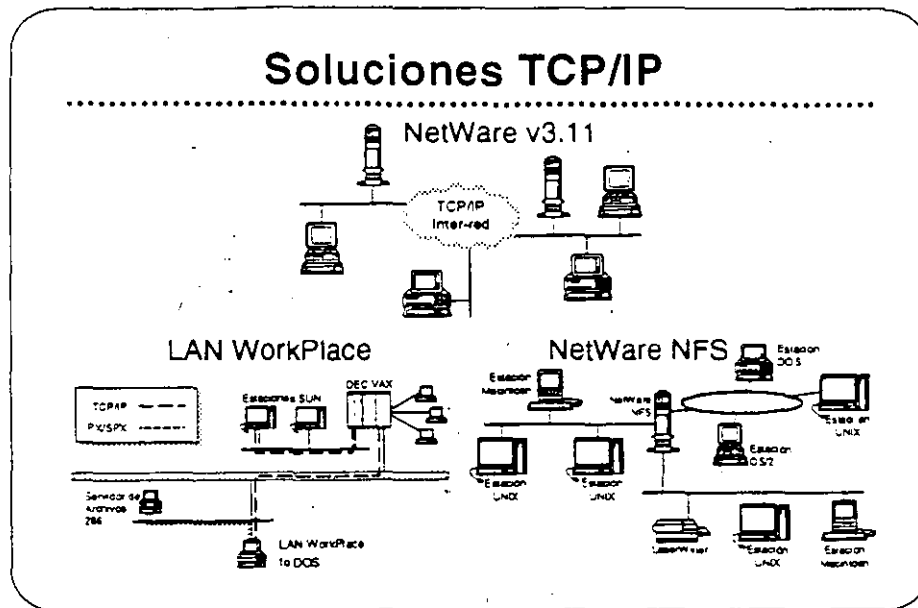 Soluciones TCP/IP
NetWare v3.11
TCP/IP
Inter-red
LAN WorkPlace
TCP/IP
IPX/SPX
Estaciones SUN
DEC VAX
Servidor de
Archivos
286
LAN WorkPlace
fo DOS
NetWare NFS
Estación
Macintosh
NetWare
NFS
Estación
DOS
Estación
UNIX
Estación
OS/2
Estación
UNIX
Estación
UNIX
LaserWriter
Estación
UNIX
Estación
Macintosh